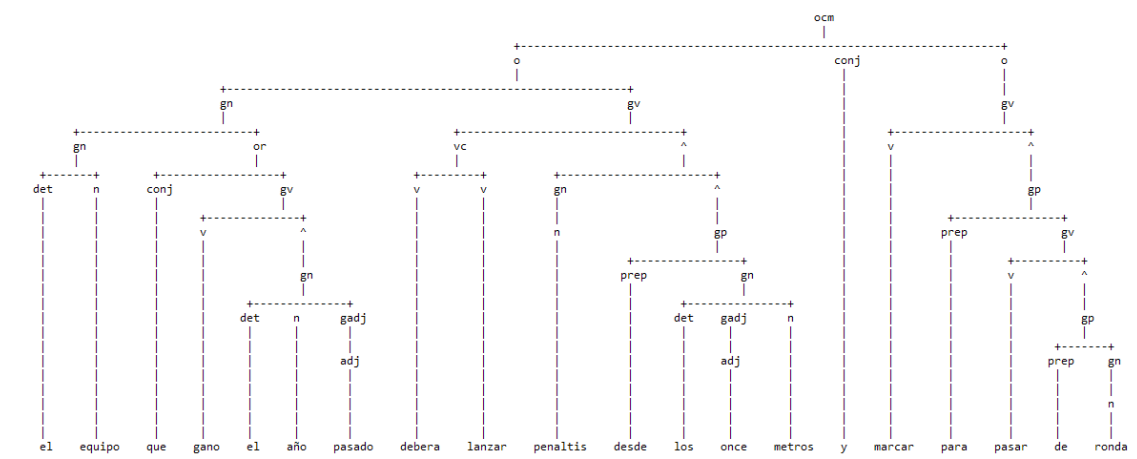 ocm
o conj o
gn gv gv
gn or vc ^ v ^
det n conj gv v v gn ^ gp
v ^ n gp prep gv
gn prep gn v ^
det n gadj det gadj n gp
adj adj prep gn
n
el equipo que gano el año pasado debera lanzar penaltis desde los once metros y marcar para pasar de ronda